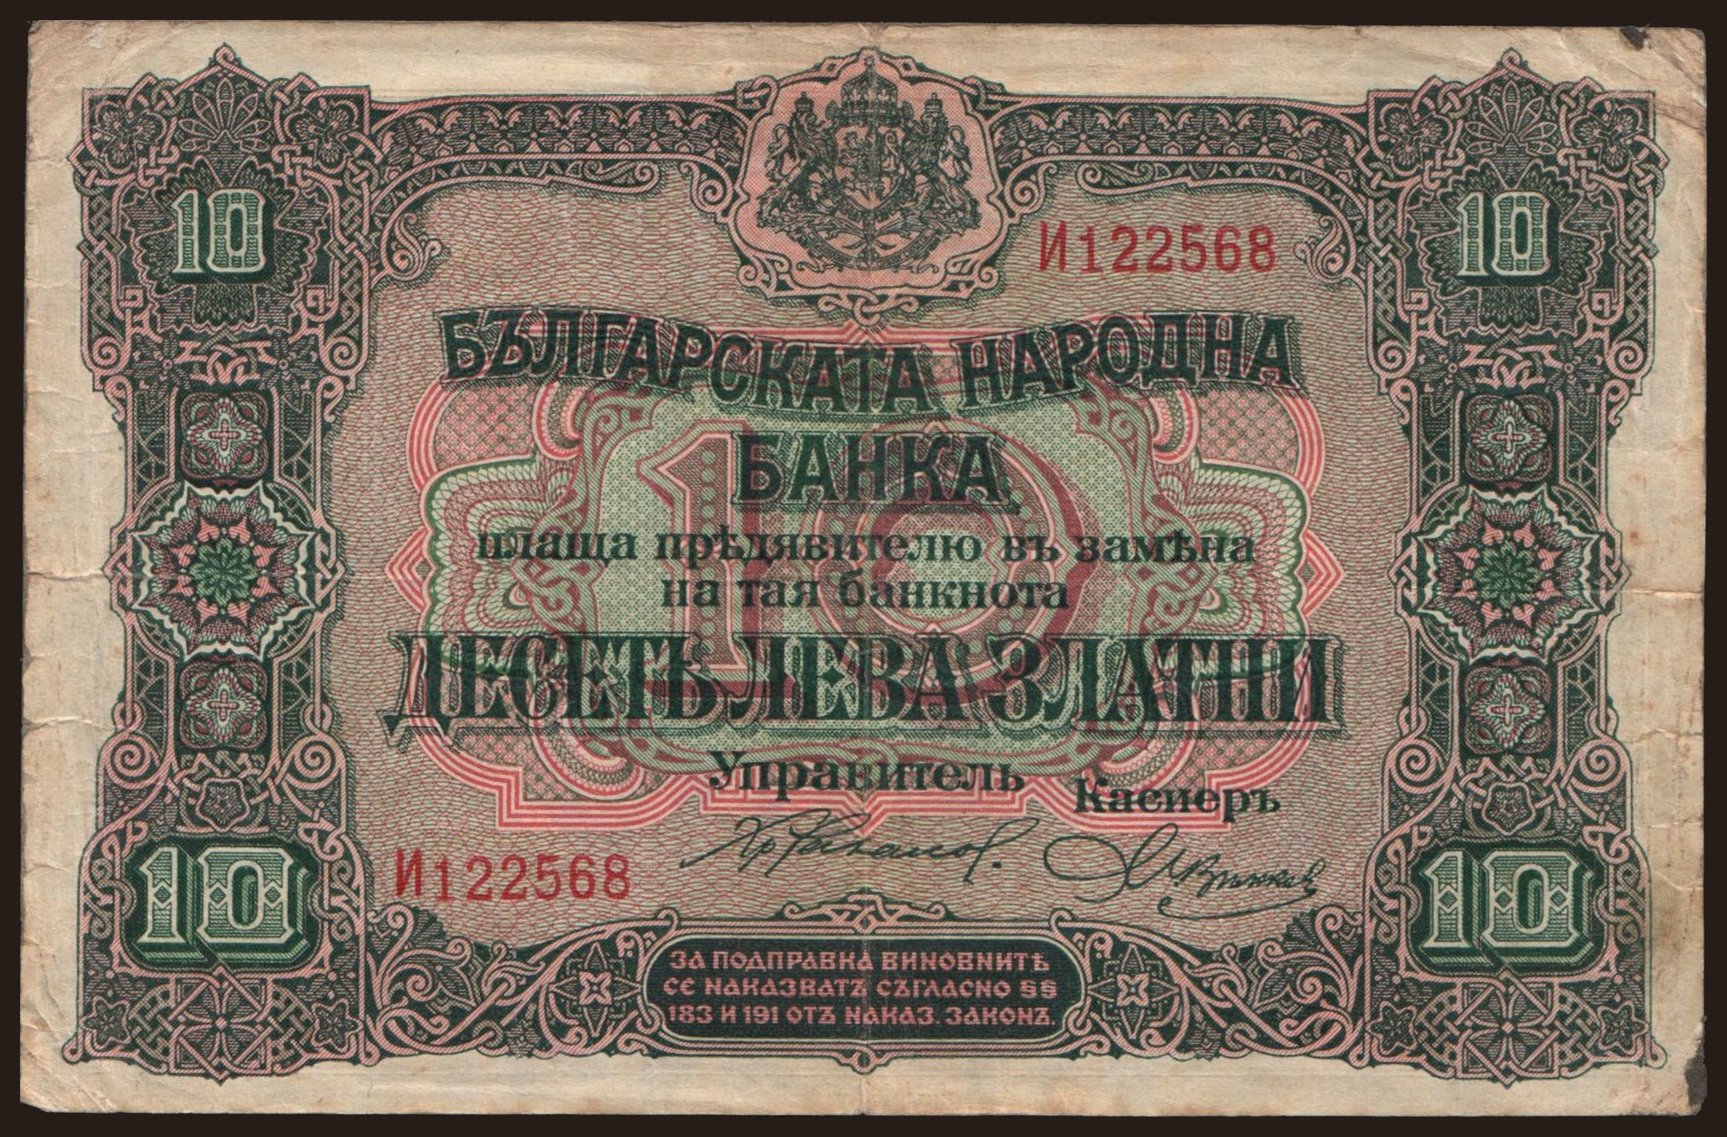 10
10
И122568
БЪЛГАРСКАТА НАРОДНА
БАНКА
плаща прѣдявителю въ замѣна
на тая банкнота
10
ДЕСЕТЬ ЛЕВА ЗЛАТНИ
Управитель Касиеръ
И122568
10
10
ЗА ПОДПРАВКА ВИНОВНИТѢ
СЕ НАКАЗВАТЪ СЪГЛАСНО §§
183 И 191 ОТЪ НАКАЗ. ЗАКОНЪ.